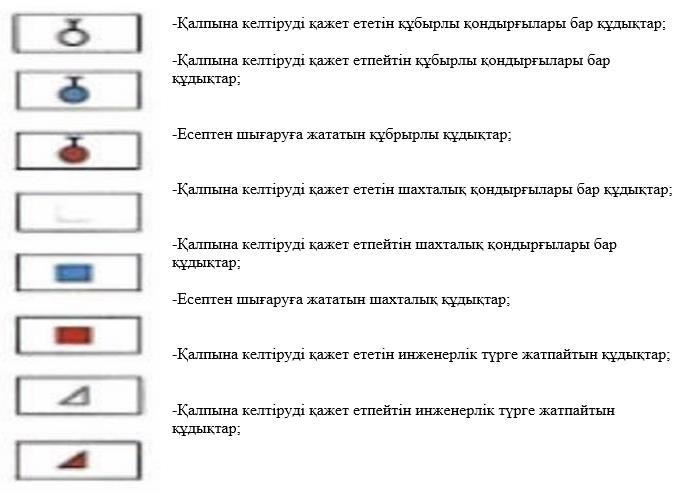 -Қалпына келтіруді қажет ететін құбырлы қондырғылары бар құдықтар;
-Қалпына келтіруді қажет етпейтін құбырлы қондырғылары бар
құдықтар;
-Есептен шығаруға жататын құбрырлы құдықтар;
-Қалпына келтіруді қажет ететін шахталық қондырғылары бар құдықтар;
-Қалпына келтіруді қажет етпейтін шахталық қондырғылары бар
құдықтар;
-Есептен шығаруға жататын шахталық құдықтар;
-Қалпына келтіруді қажет ететін инженерлік түрге жатпайтын құдықтар;
-Қалпына келтіруді қажет етпейтін инженерлік түрге жатпайтын
құдықтар;